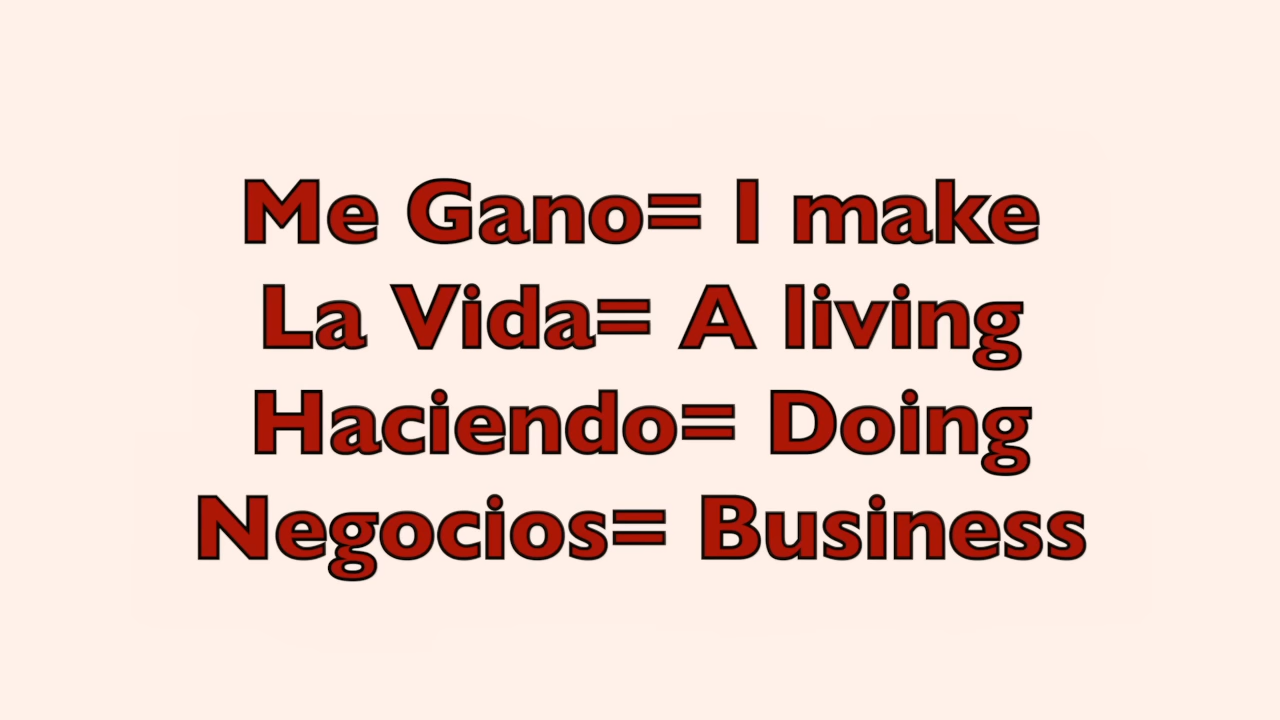 Me Gano= I make
La Vida= A living
Haciendo= Doing
Negocios= Business